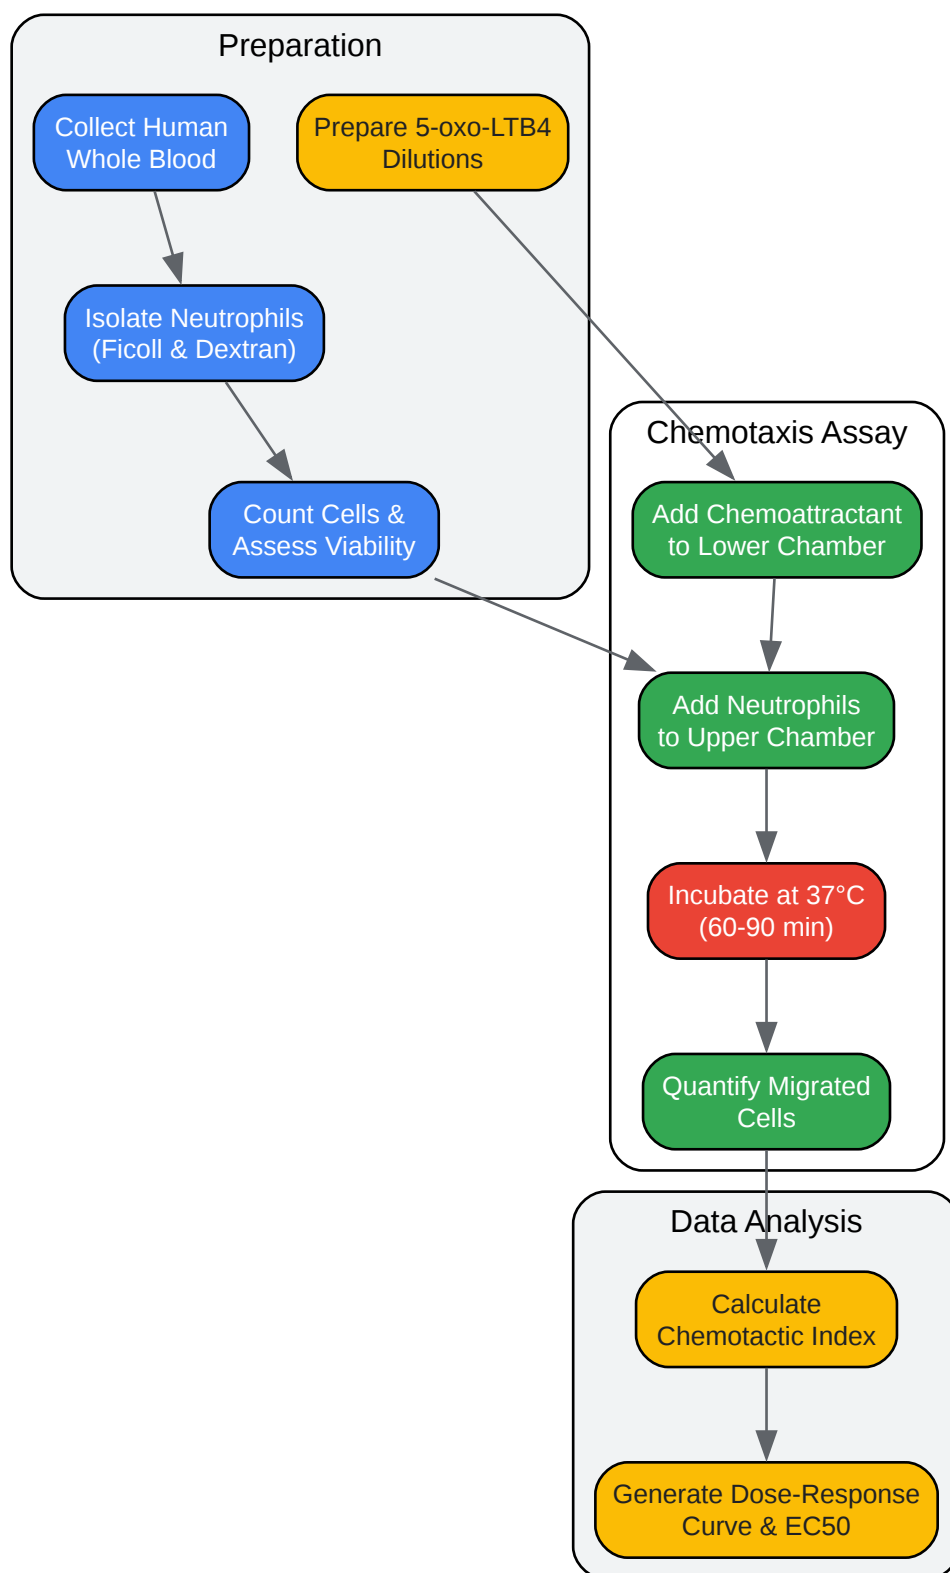 Preparation
Collect Human
Whole Blood
Prepare 5-oxo-LTB4
Dilutions
Isolate Neutrophils
(Ficoll & Dextran)
Count Cells &
Assess Viability
Chemotaxis Assay
Add Chemoattractant
to Lower Chamber
Add Neutrophils
to Upper Chamber
Incubate at 37°C
(60-90 min)
Quantify Migrated
Cells
Data Analysis
Calculate
Chemotactic Index
Generate Dose-Response
Curve & EC50